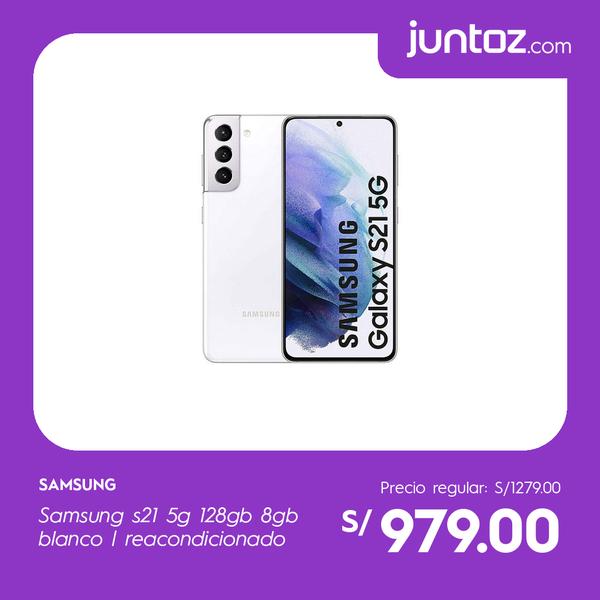 juntoz.com
SAMSUNG
SAMSUNG
Galaxy S21 5G
SAMSUNG
Samsung s21 5g 128gb 8gb
blanco | reacondicionado
Precio regular: S/1279.00
S/ 979.00